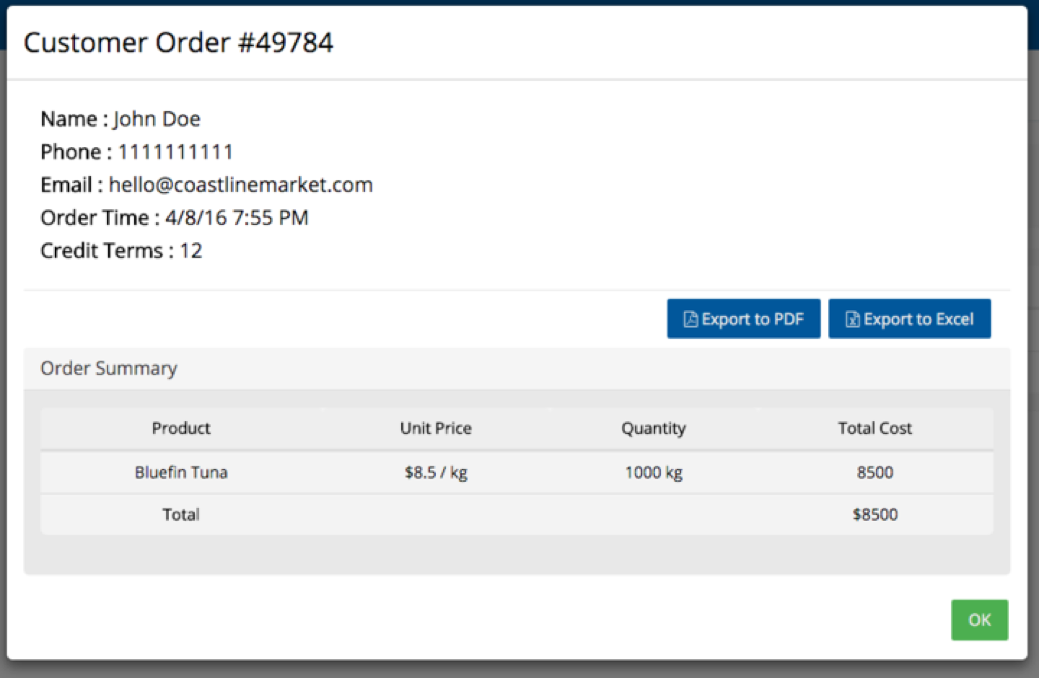 Customer Order #49784
Name : John Doe
Phone : 1111111111
Email : hello@coastlinemarket.com
Order Time : 4/8/16 7:55 PM
Credit Terms : 12
Export to PDF Export to Excel
Order Summary
Product Unit Price Quantity Total Cost
Bluefin Tuna $8.5 / kg 1000 kg 8500
Total $8500
OK